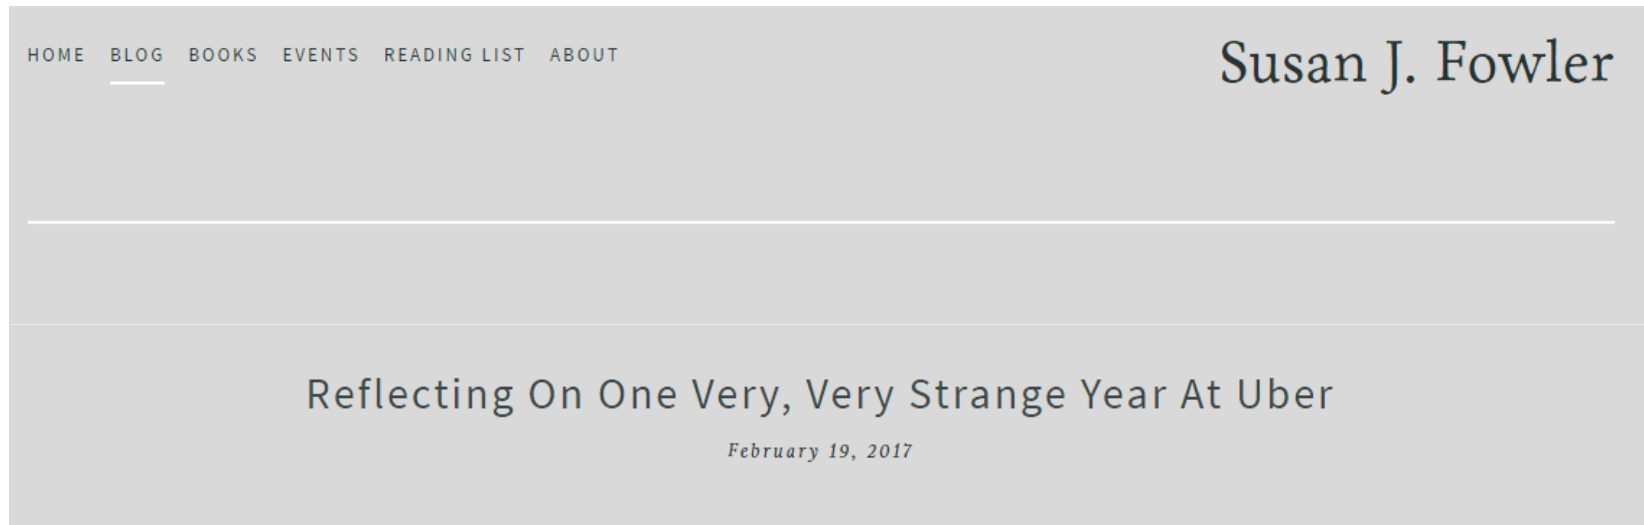 HOME BLOG BOOKS EVENTS READING LIST ABOUT
Susan J. Fowler
Reflecting On One Very, Very Strange Year At Uber
February 19, 2017